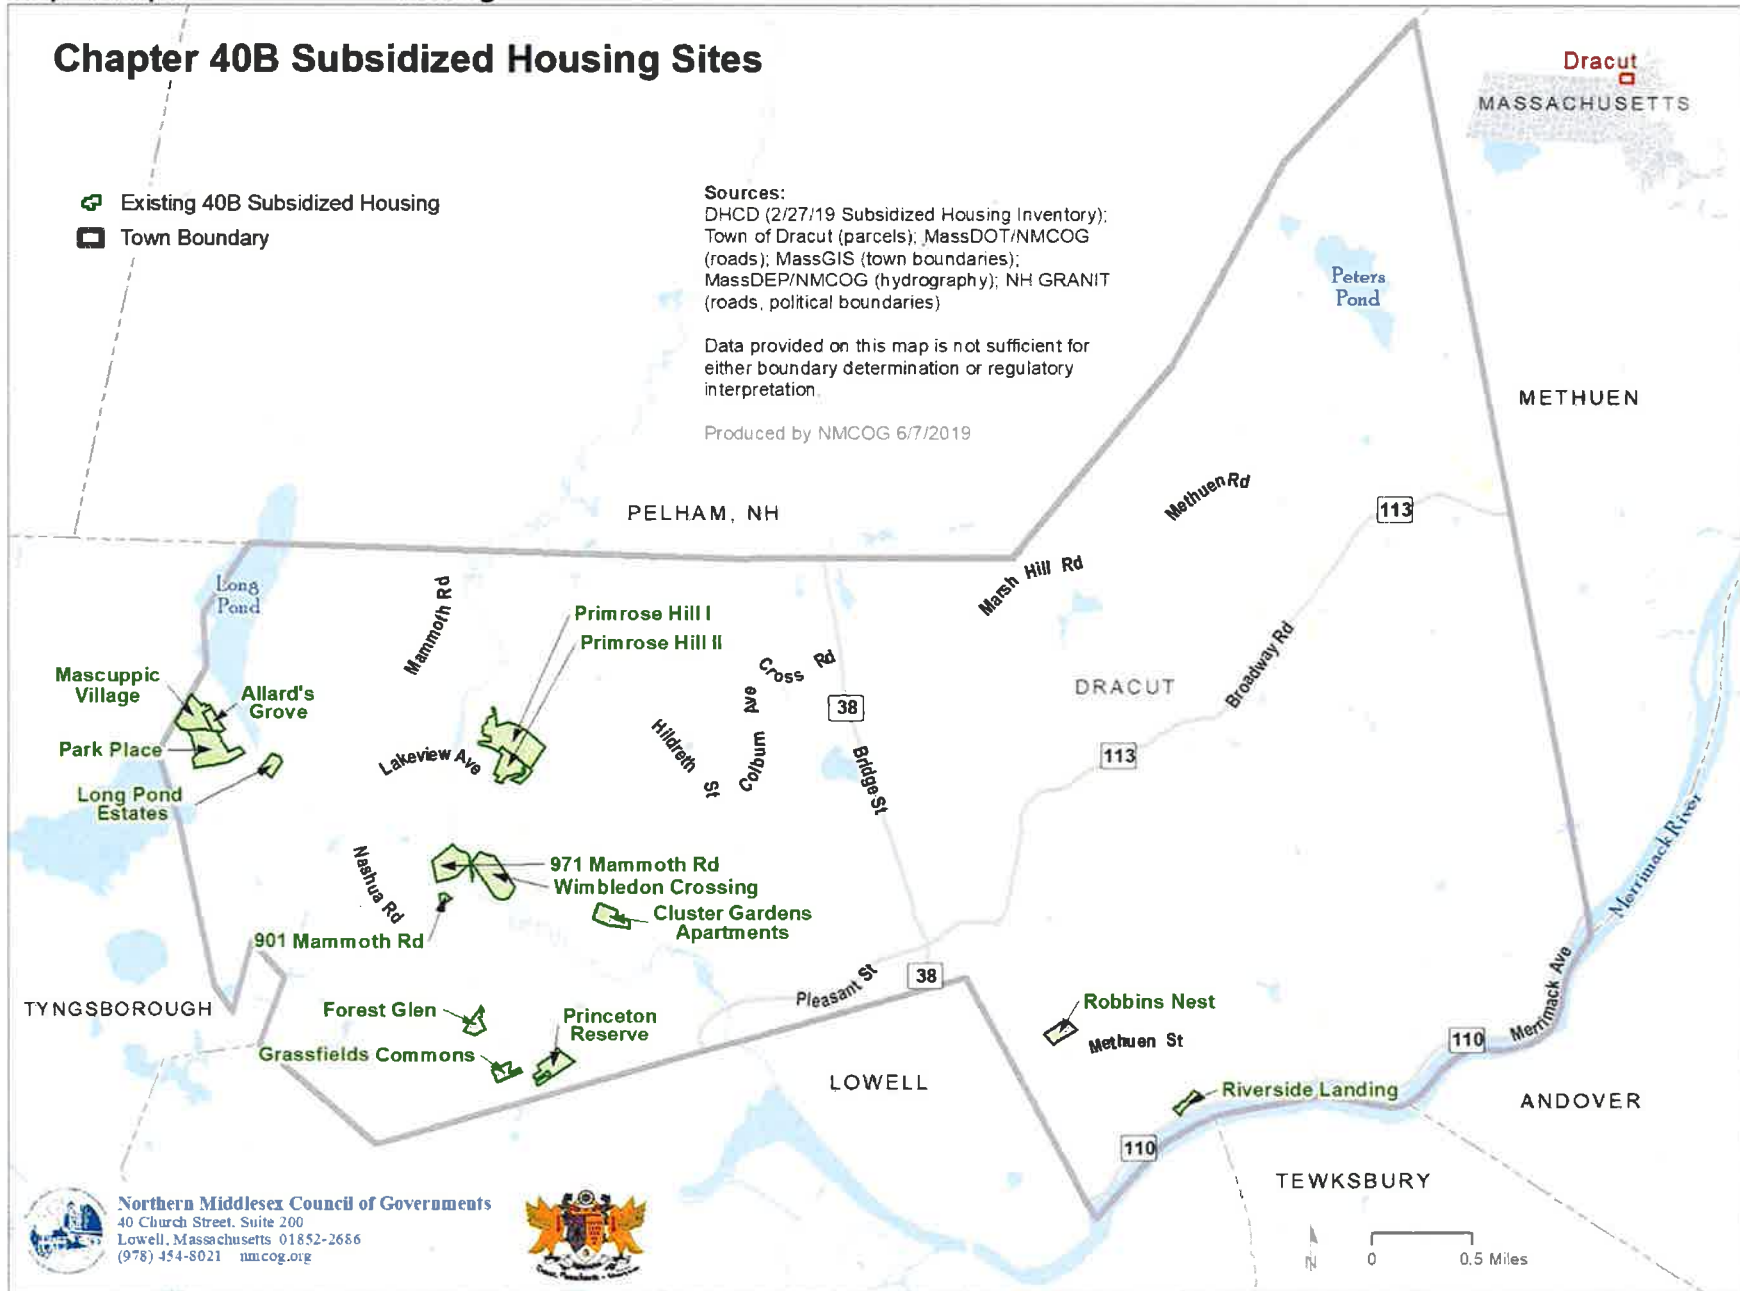 Chapter 40B Subsidized Housing Sites
Dracut
MASSACHUSETTS
Existing 40B Subsidized Housing
Town Boundary
Sources:
DHCD (2/27/19 Subsidized Housing Inventory);
Town of Dracut (parcels); MassDOT/NMCOG
(roads); MassGIS (town boundaries);
MassDEP/NMCOG (hydrography); NH GRANIT
(roads, political boundaries)
Data provided on this map is not sufficient for
either boundary determination or regulatory
interpretation.
Produced by NMCOG 6/7/2019
Peters
Pond
METHUEN
PELHAM, NH
Methuen Rd
113
Long
Pond
Mammoth Rd
Marsh Hill Rd
Primrose Hill I
Primrose Hill II
Mascuppic
Village
Allard's
Grove
Cross Rd
DRACUT
Broadway Rd
38
Park Place
Lakeview Ave
Hildreth St
Colburn Ave
Bridge St
113
Long Pond
Estates
Nashua Rd
971 Mammoth Rd
Wimbledon Crossing
Cluster Gardens
Apartments
901 Mammoth Rd
Merrimack River
TYNGSBOROUGH
Forest Glen
Princeton
Reserve
Pleasant St
38
Robbins Nest
Methuen St
Merrimack Ave
110
Grassfields Commons
LOWELL
Riverside Landing
ANDOVER
110
TEWKSBURY
Northern Middlesex Council of Governments
40 Church Street, Suite 200
Lowell, Massachusetts 01852-2686
(978) 454-8021 nmcog.org
N
0 0.5 Miles